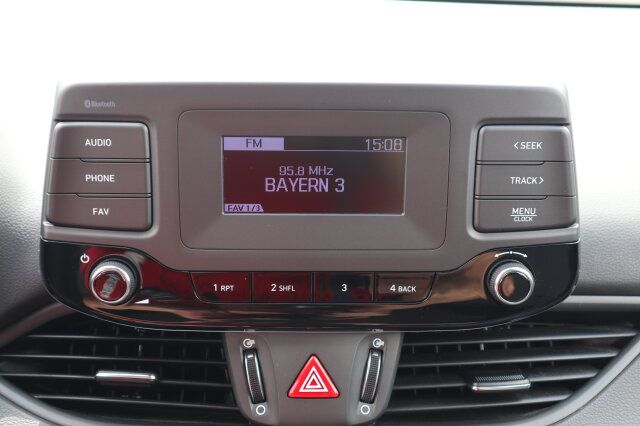 Bluetooth
AUDIO
PHONE
FAV
FM 15:08
95.8 MHz
BAYERN 3
FAV 1/3
< SEEK
TRACK >
MENU
CLOCK
1 RPT
2 SHFL
3
4 BACK